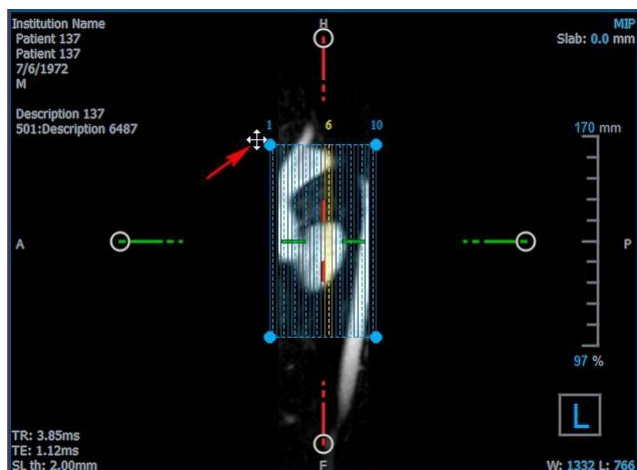 Institution Name
Patient 137
Patient 137
7/6/1972
M
Description 137
501:Description 6487
H
MIP
Slab: 0.0 mm
1 6 10
170 mm
A
P
97 %
L
TR: 3.85ms
TE: 1.12ms
SL th: 2.00mm
F
W: 1332 L: 766